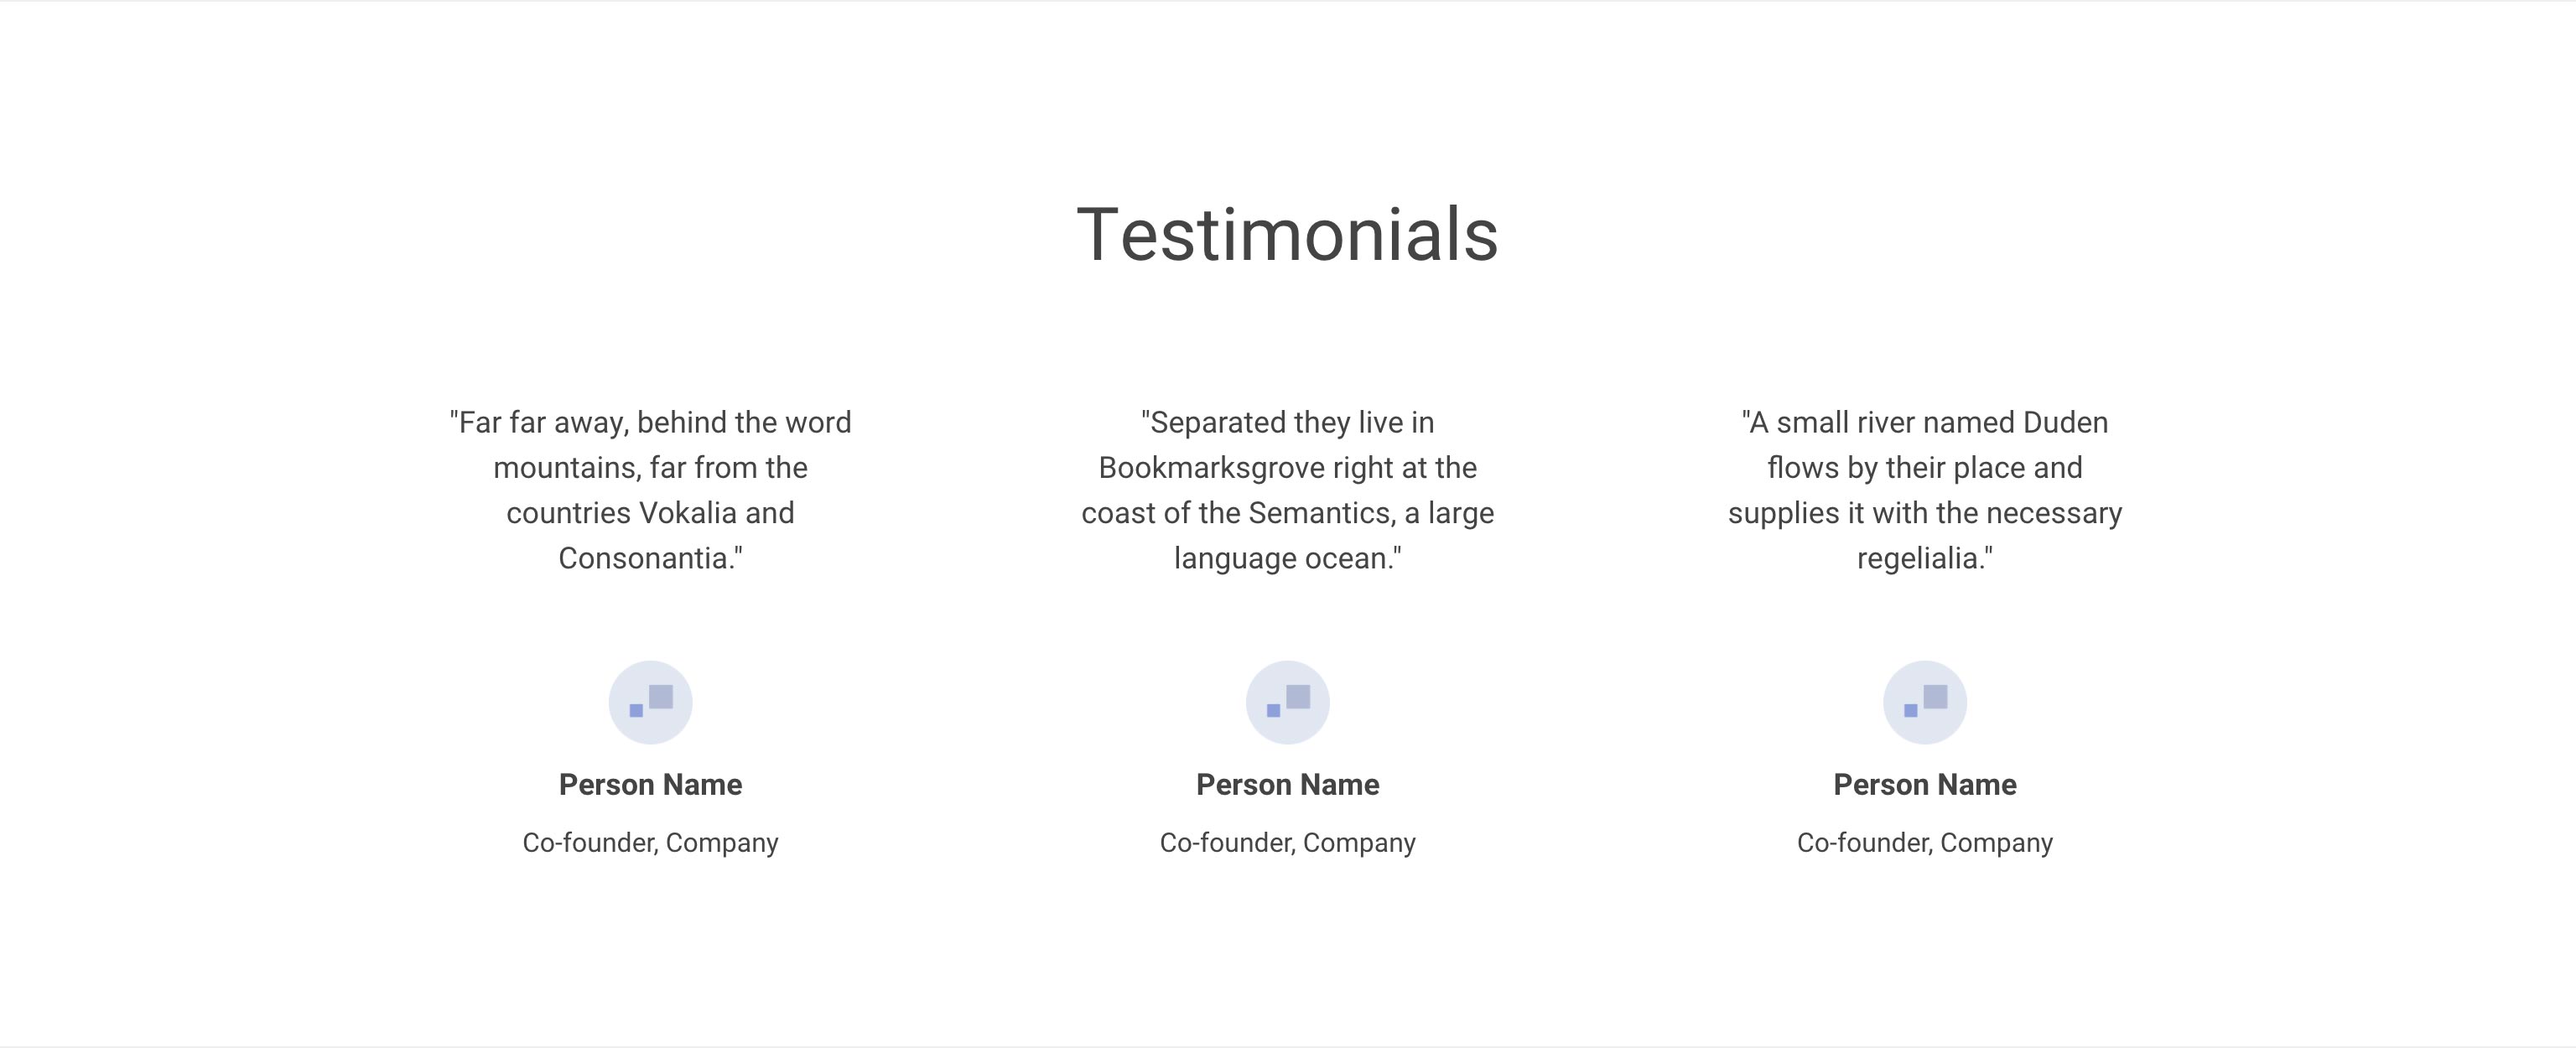 Testimonials
"Far far away, behind the word
mountains, far from the
countries Vokalia and
Consonantia."
Person Name
Co-founder, Company
"Separated they live in
Bookmarksgrove right at the
coast of the Semantics, a large
language ocean."
Person Name
Co-founder, Company
"A small river named Duden
flows by their place and
supplies it with the necessary
regelialia."
Person Name
Co-founder, Company